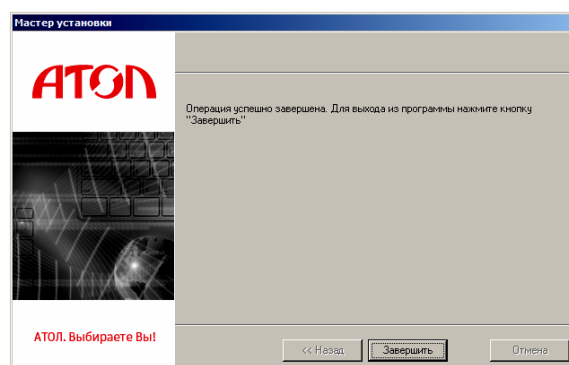 Мастер установки
АТОЛ
Операция успешно завершена. Для выхода из программы нажмите кнопку
"Завершить"
АТОЛ. Выбираете Вы!
<< Назад
Завершить
Отмена